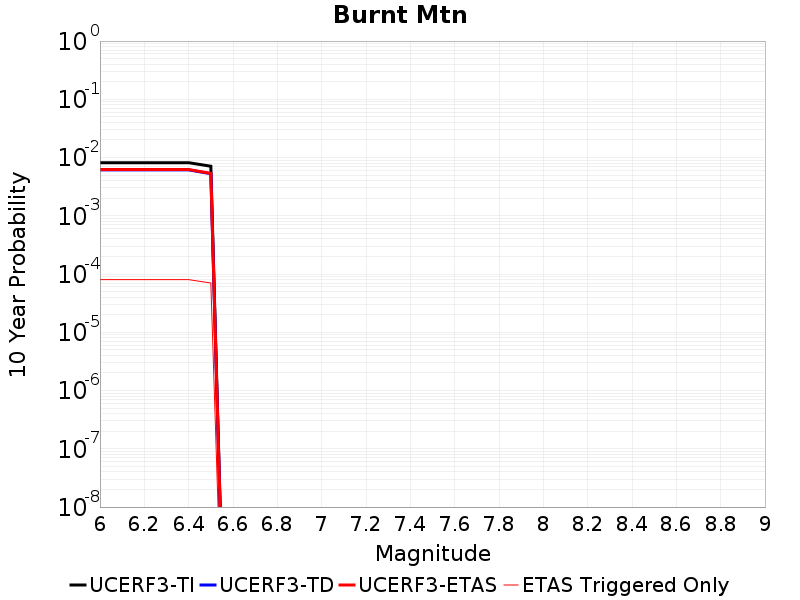 Burnt Mtn
10 Year Probability
10^0
10^-1
10^-2
10^-3
10^-4
10^-5
10^-6
10^-7
10^-8
6 6.2 6.4 6.6 6.8 7 7.2 7.4 7.6 7.8 8 8.2 8.4 8.6 8.8 9
Magnitude
UCERF3-TI UCERF3-TD UCERF3-ETAS ETAS Triggered Only